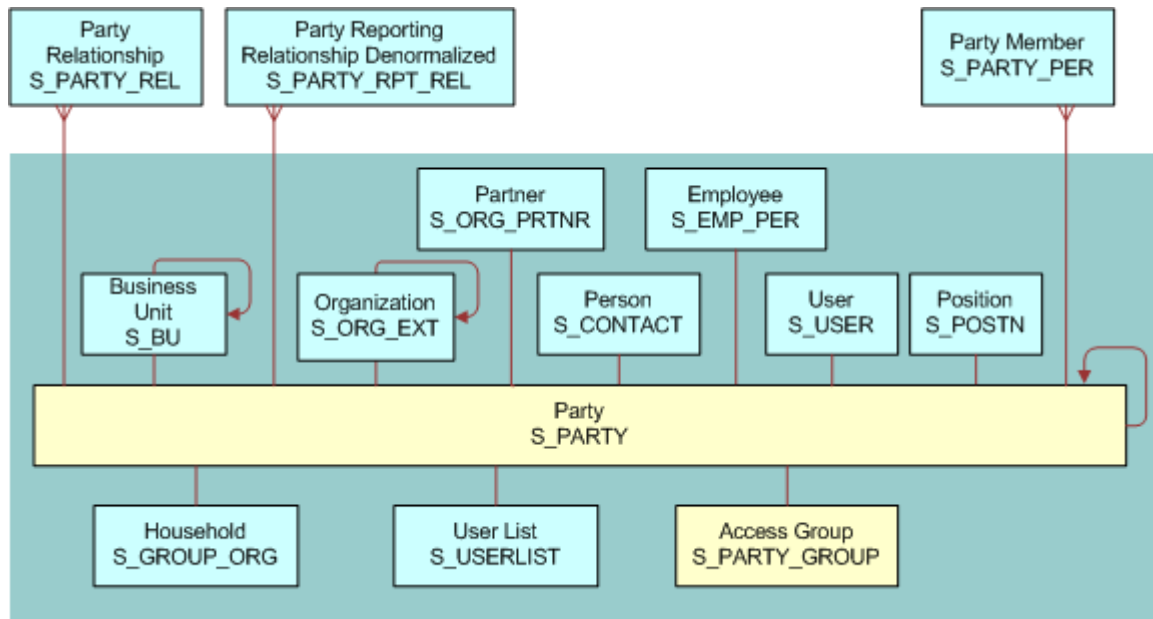 Party
Relationship
S_PARTY_REL
Party Reporting
Relationship Denormalized
S_PARTY_RPT_REL
Party Member
S_PARTY_PER
Partner
S_ORG_PRTNR
Employee
S_EMP_PER
Business
Unit
S_BU
Organization
S_ORG_EXT
Person
S_CONTACT
User
S_USER
Position
S_POSTN
Party
S_PARTY
Household
S_GROUP_ORG
User List
S_USERLIST
Access Group
S_PARTY_GROUP